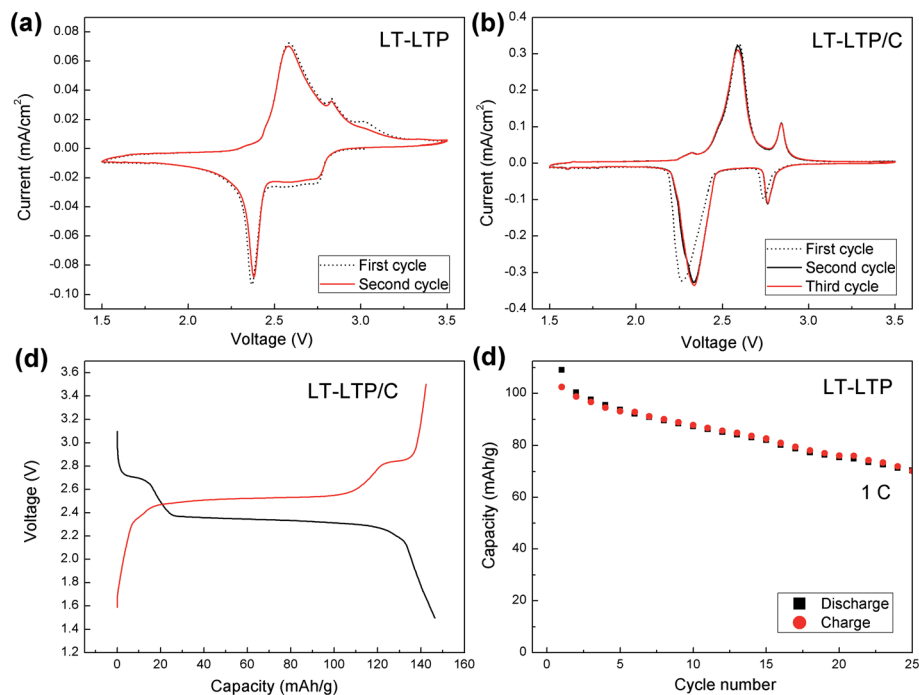 (a)
LT-LTP
0.08
0.06
0.04
0.02
0.00
-0.02
-0.04
-0.06
-0.08
-0.10
Current (mA/cm²)
First cycle
Second cycle
1.5 2.0 2.5 3.0 3.5
Voltage (V)
(b)
LT-LTP/C
0.4
0.3
0.2
0.1
0.0
-0.1
-0.2
-0.3
-0.4
Current (mA/cm²)
First cycle
Second cycle
Third cycle
1.5 2.0 2.5 3.0 3.5
Voltage (V)
(d)
LT-LTP/C
3.6
3.4
3.2
3.0
2.8
2.6
2.4
2.2
2.0
1.8
1.6
1.4
1.2
Voltage (V)
0 20 40 60 80 100 120 140 160
Capacity (mAh/g)
(d)
LT-LTP
1 C
100
80
60
40
20
0
Capacity (mAh/g)
Discharge
Charge
0 5 10 15 20 25
Cycle number